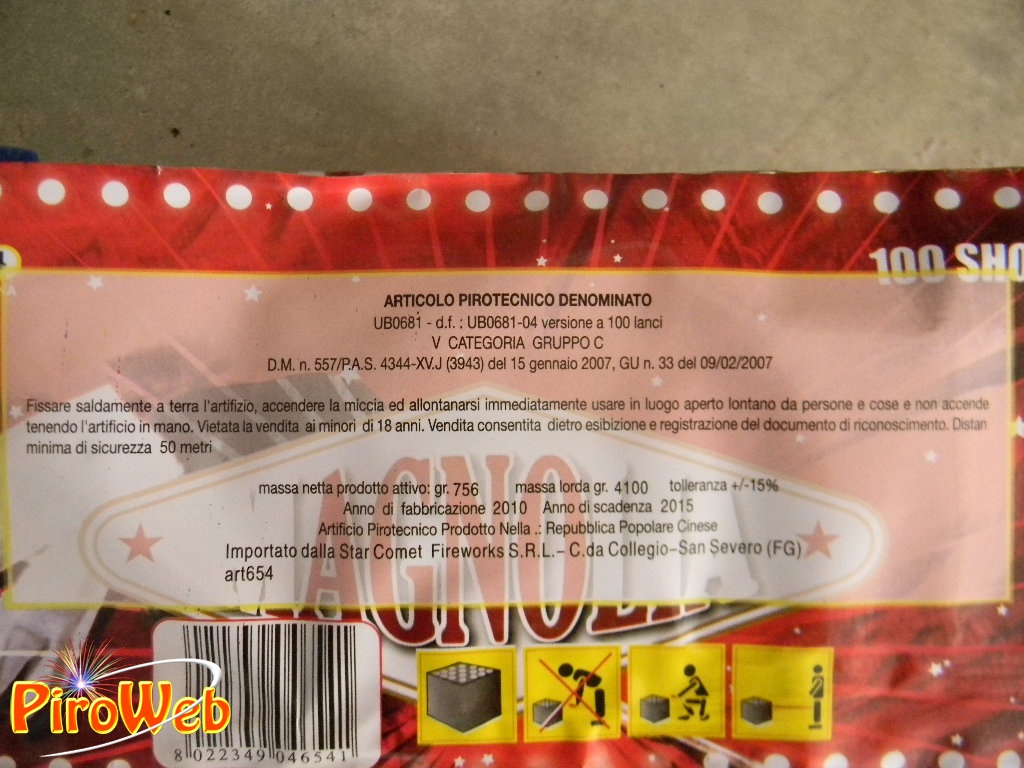 100 SHO
ARTICOLO PIROTECNICO DENOMINATO
UB0681 - d.f. : UB0681-04 versione a 100 lanci
V CATEGORIA GRUPPO C
D.M. n. 557/P.A.S. 4344-XV.J (3943) del 15 gennaio 2007, GU n. 33 del 09/02/2007
Fissare saldamente a terra l'artifizio, accendere la miccia ed allontanarsi immediatamente usare in luogo aperto lontano da persone e cose e non accende
tenendo l'artificio in mano. Vietata la vendita ai minori di 18 anni. Vendita consentita dietro esibizione e registrazione del documento di riconoscimento. Distan
minima di sicurezza 50 metri
massa netta prodotto attivo: gr. 756 massa lorda gr. 4100 tolleranza +/-15%
Anno di fabbricazione 2010 Anno di scadenza 2015
Artificio Pirotecnico Prodotto Nella .: Repubblica Popolare Cinese
Importato dalla Star Comet Fireworks S.R.L.– C.da Collegio–San Severo (FG)
art654
MAGNOLIA
PiroWeb
8 022349 046541